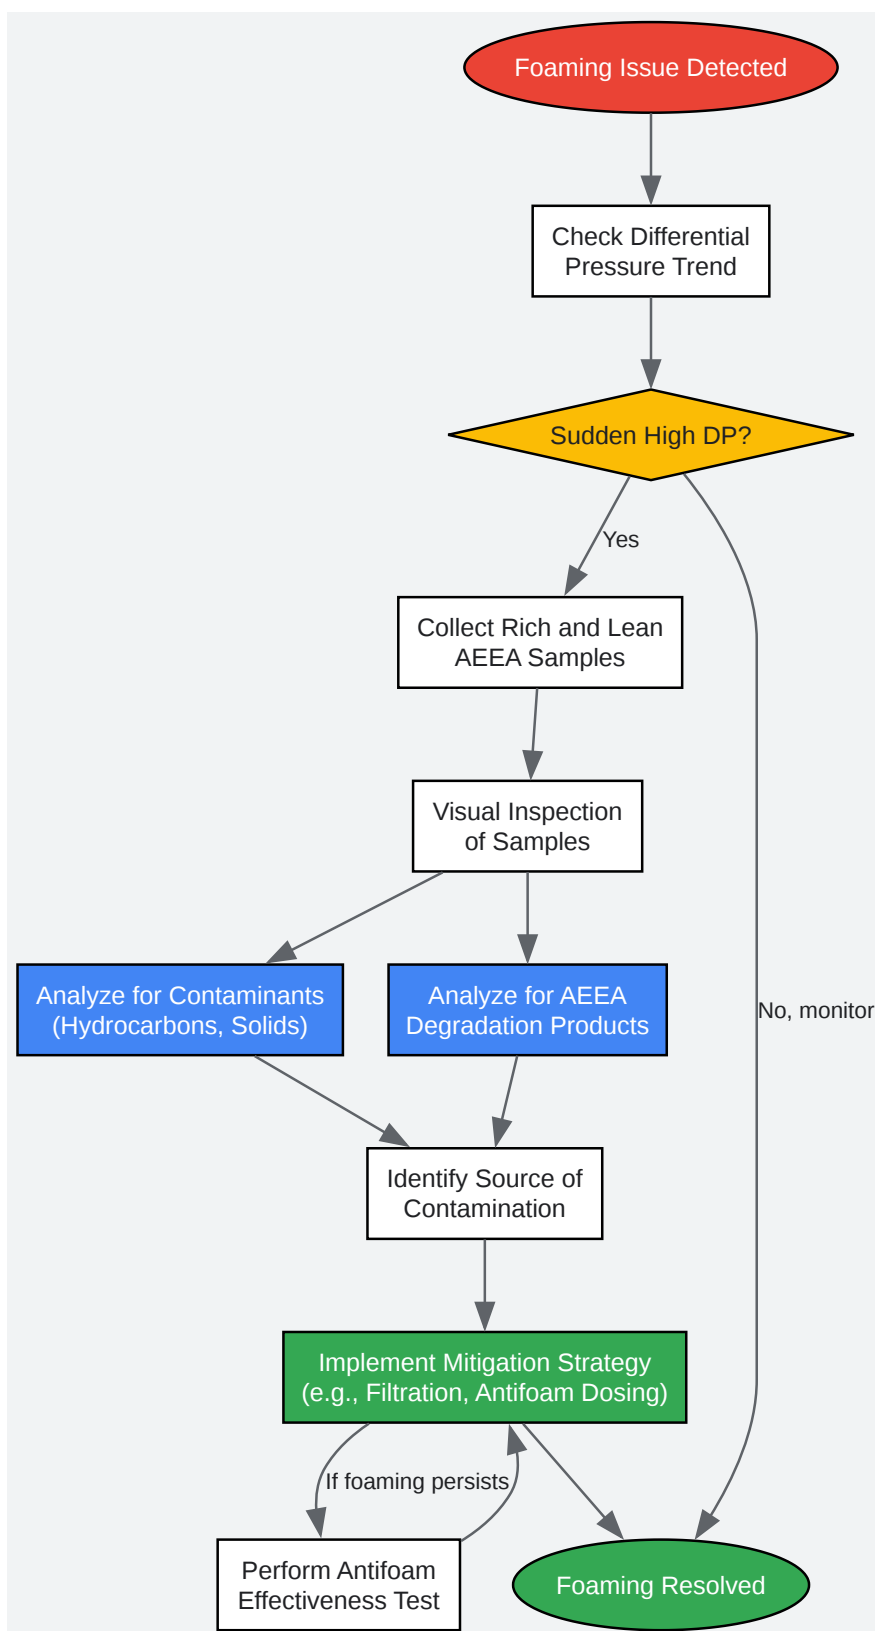 Foaming Issue Detected
Check Differential
Pressure Trend
Sudden High DP?
Yes
Collect Rich and Lean
AEEA Samples
Visual Inspection
of Samples
Analyze for Contaminants
(Hydrocarbons, Solids)
Analyze for AEEA
Degradation Products
No, monitor
Identify Source of
Contamination
Implement Mitigation Strategy
(e.g., Filtration, Antifoam Dosing)
If foaming persists
Perform Antifoam
Effectiveness Test
Foaming Resolved